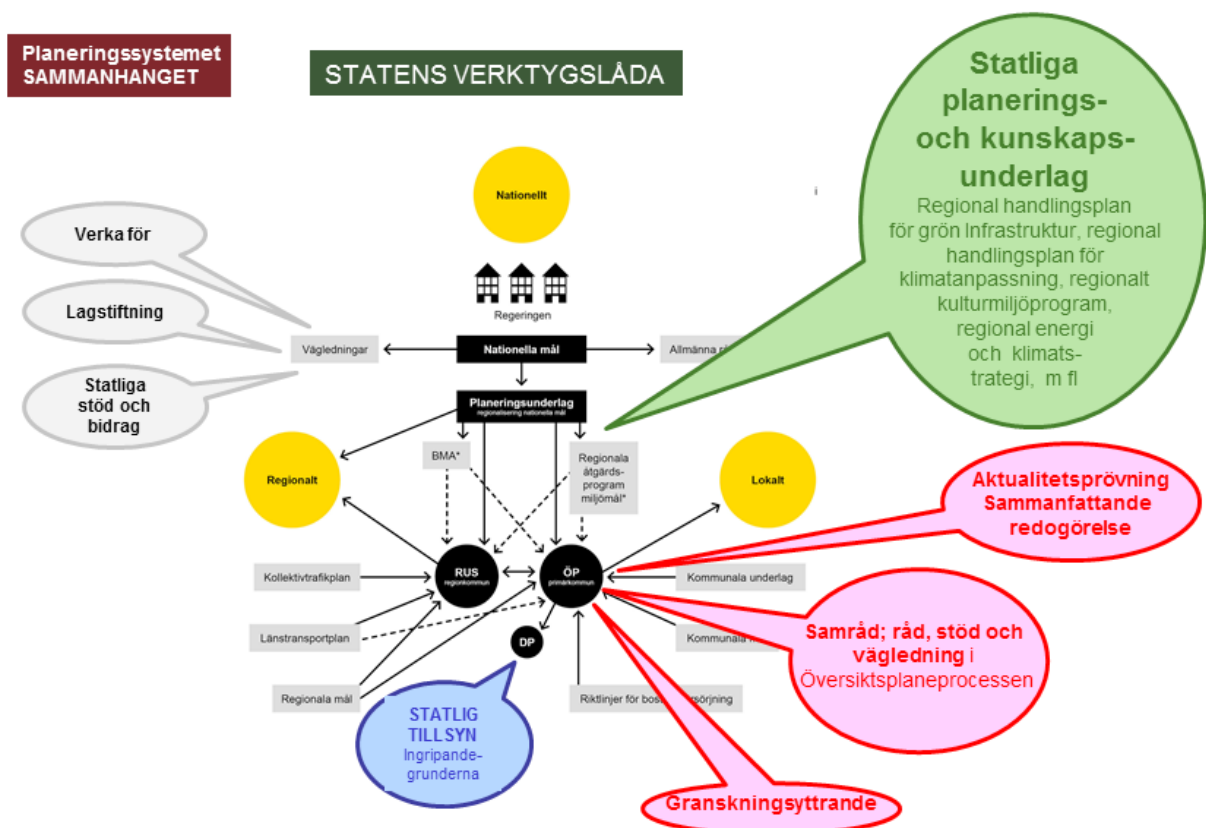 Planeringssystemet
SAMMANHANGET
STATENS VERKTYGSLÅDA
Statliga
planerings-
och kunskaps-
underlag
Regional handlingsplan
för grön Infrastruktur, regional
handlingsplan för
klimatanpassning, regionalt
kulturmiljöprogram,
regional energi
och klimats-
trategi, m fl
Nationellt
i
Verka för
Lagstiftning
Statliga
stöd och
bidrag
Regeringen
Vägledningar
Nationella mål
Allmänna
Planeringsunderlag
regionalisering nationella mål
BMA*
Regionala
åtgärds-
program
miljömål*
Regionalt
Lokalt
Aktualitetsprövning
Sammanfattande
redogörelse
RUS
regionkommun
ÖP
primärkommun
Kollektivtrafikplan
Kommunala underlag
Länstransportplan
DP
Kommunala
Samråd; råd, stöd och
vägledning i
Översiktsplaneprocessen
Regionala mål
Riktlinjer för
STATLIG
TILLSYN
Ingripande-
grunderna
Granskningsyttrande